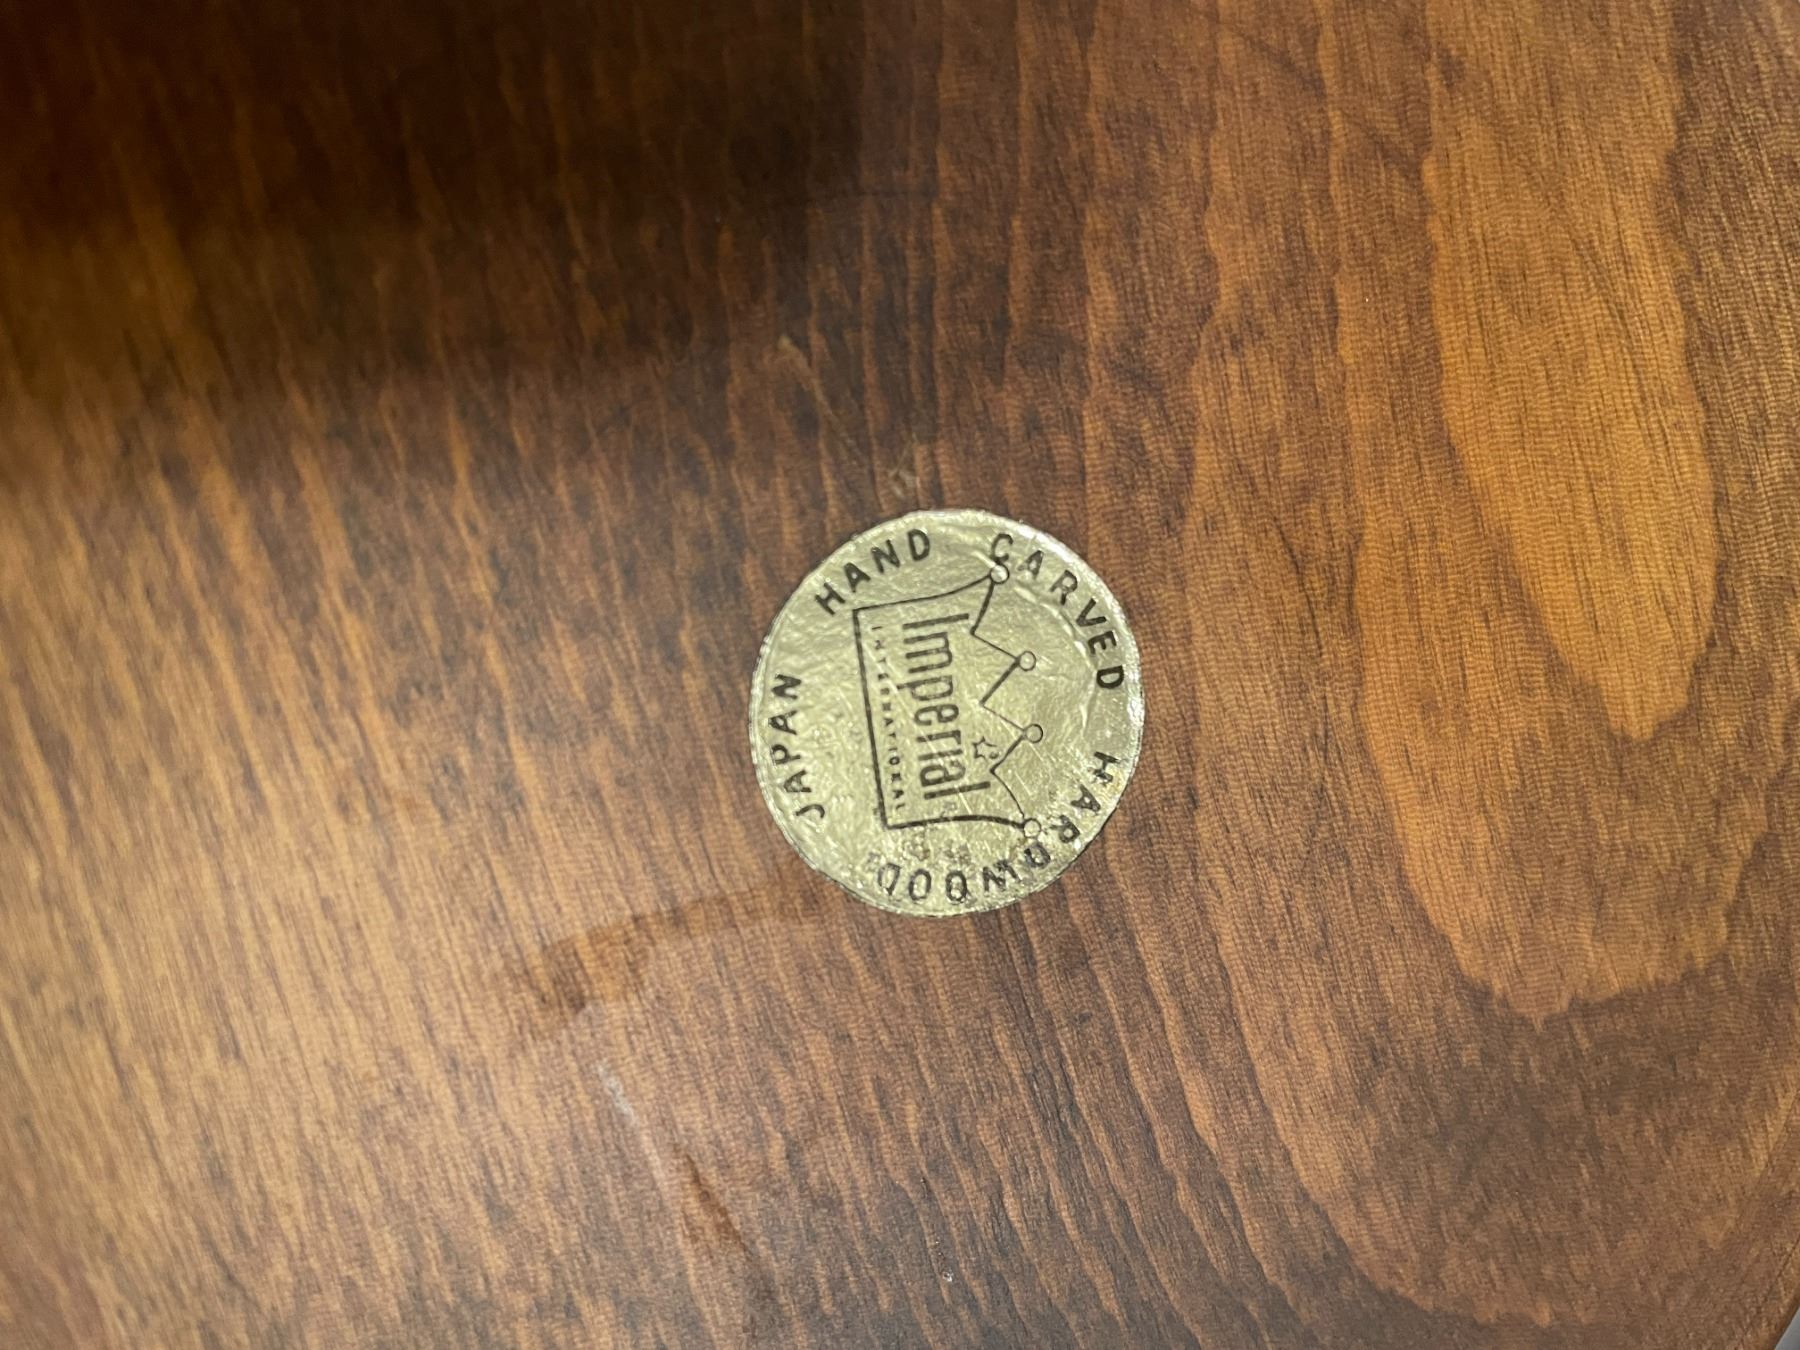 HAND CARVED HARDWOOD
Imperial
INTERNATIONAL
JAPAN